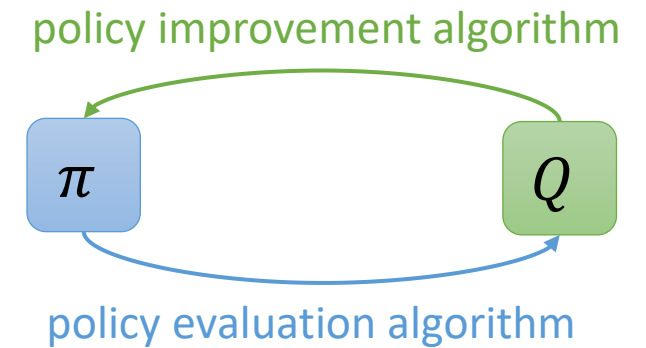 policy improvement algorithm
π
Q
policy evaluation algorithm